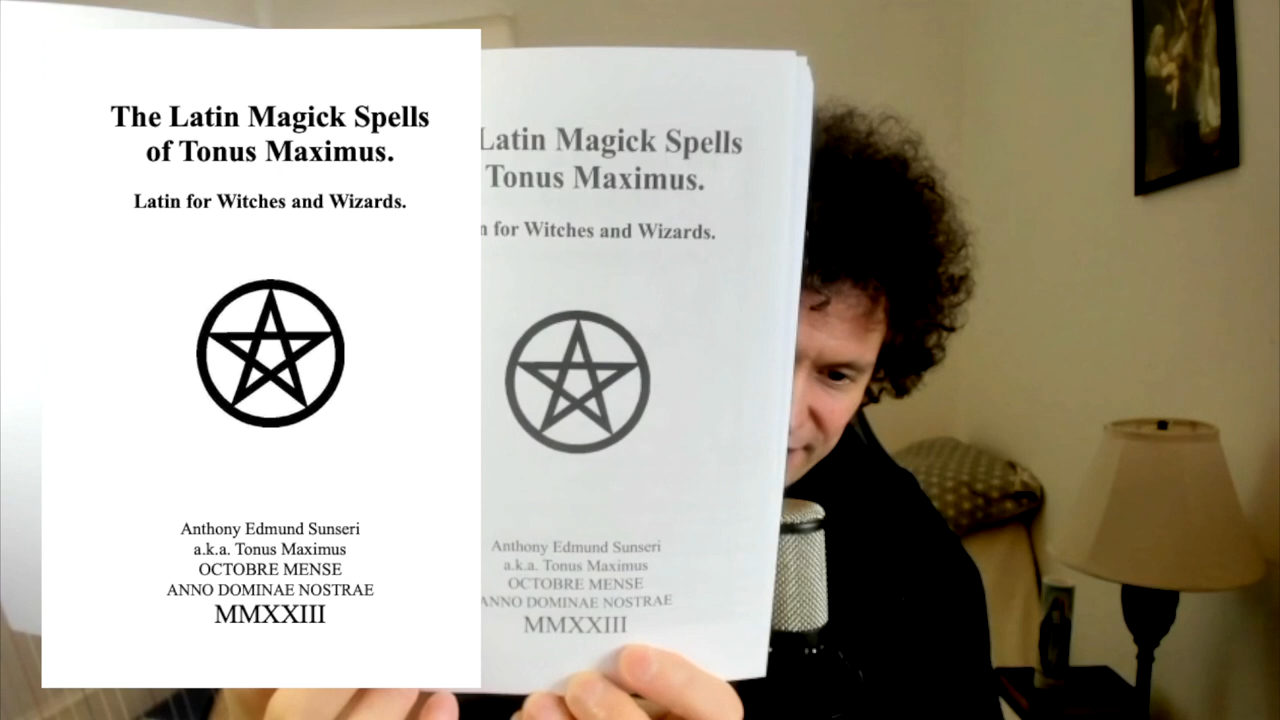 The Latin Magick Spells
of Tonus Maximus.
Latin for Witches and Wizards.
Anthony Edmund Sunseri
a.k.a. Tonus Maximus
OCTOBRE MENSE
ANNO DOMINAE NOSTRAE
MMXXIII
Latin Magick Spells
Tonus Maximus.
for Witches and Wizards.
Anthony Edmund Sunseri
a.k.a. Tonus Maximus
OCTOBRE MENSE
ANNO DOMINAE NOSTRAE
MMXXIII